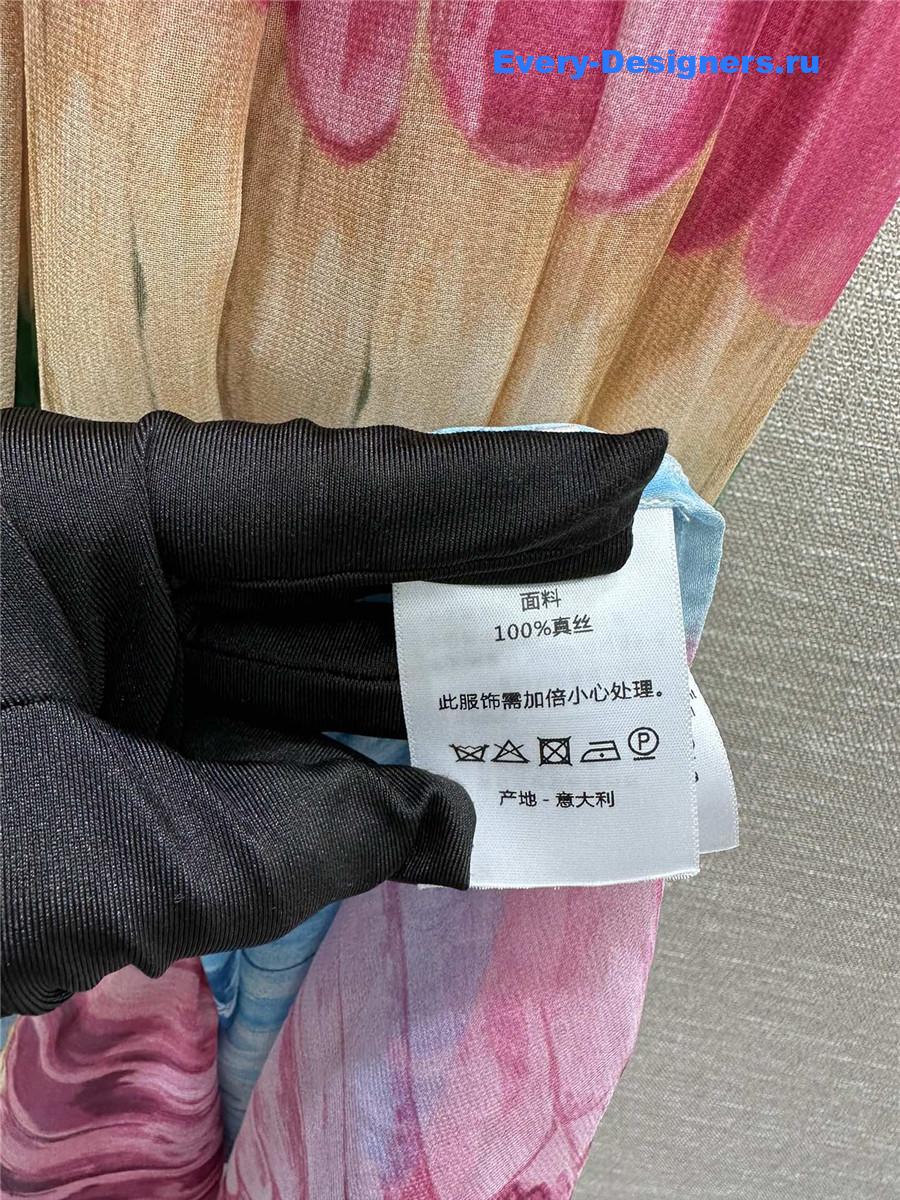 Every-Designers.ru
面料
100%真丝
此服饰需加倍小心处理。
P
产地 - 意大利